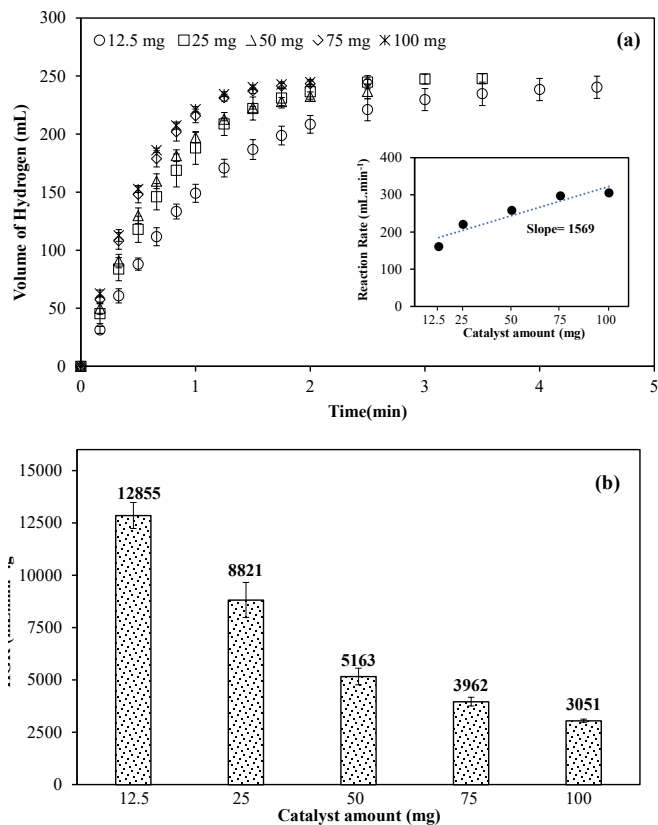 300
12.5 mg 25 mg 50 mg 75 mg 100 mg (a)
250
200
150
100
50
0
Volume of Hydrogen (mL)
0 1 2 3 4 5
Time(min)
400
300
200
100
0
Reaction Rate (mL..min⁻¹)
Slope= 1569
12.5 25 50 75 100
Catalyst amount (mg)
(b)
15000
12500
10000
7500
5000
2500
0
12855
8821
5163
3962
3051
12.5 25 50 75 100
Catalyst amount (mg)